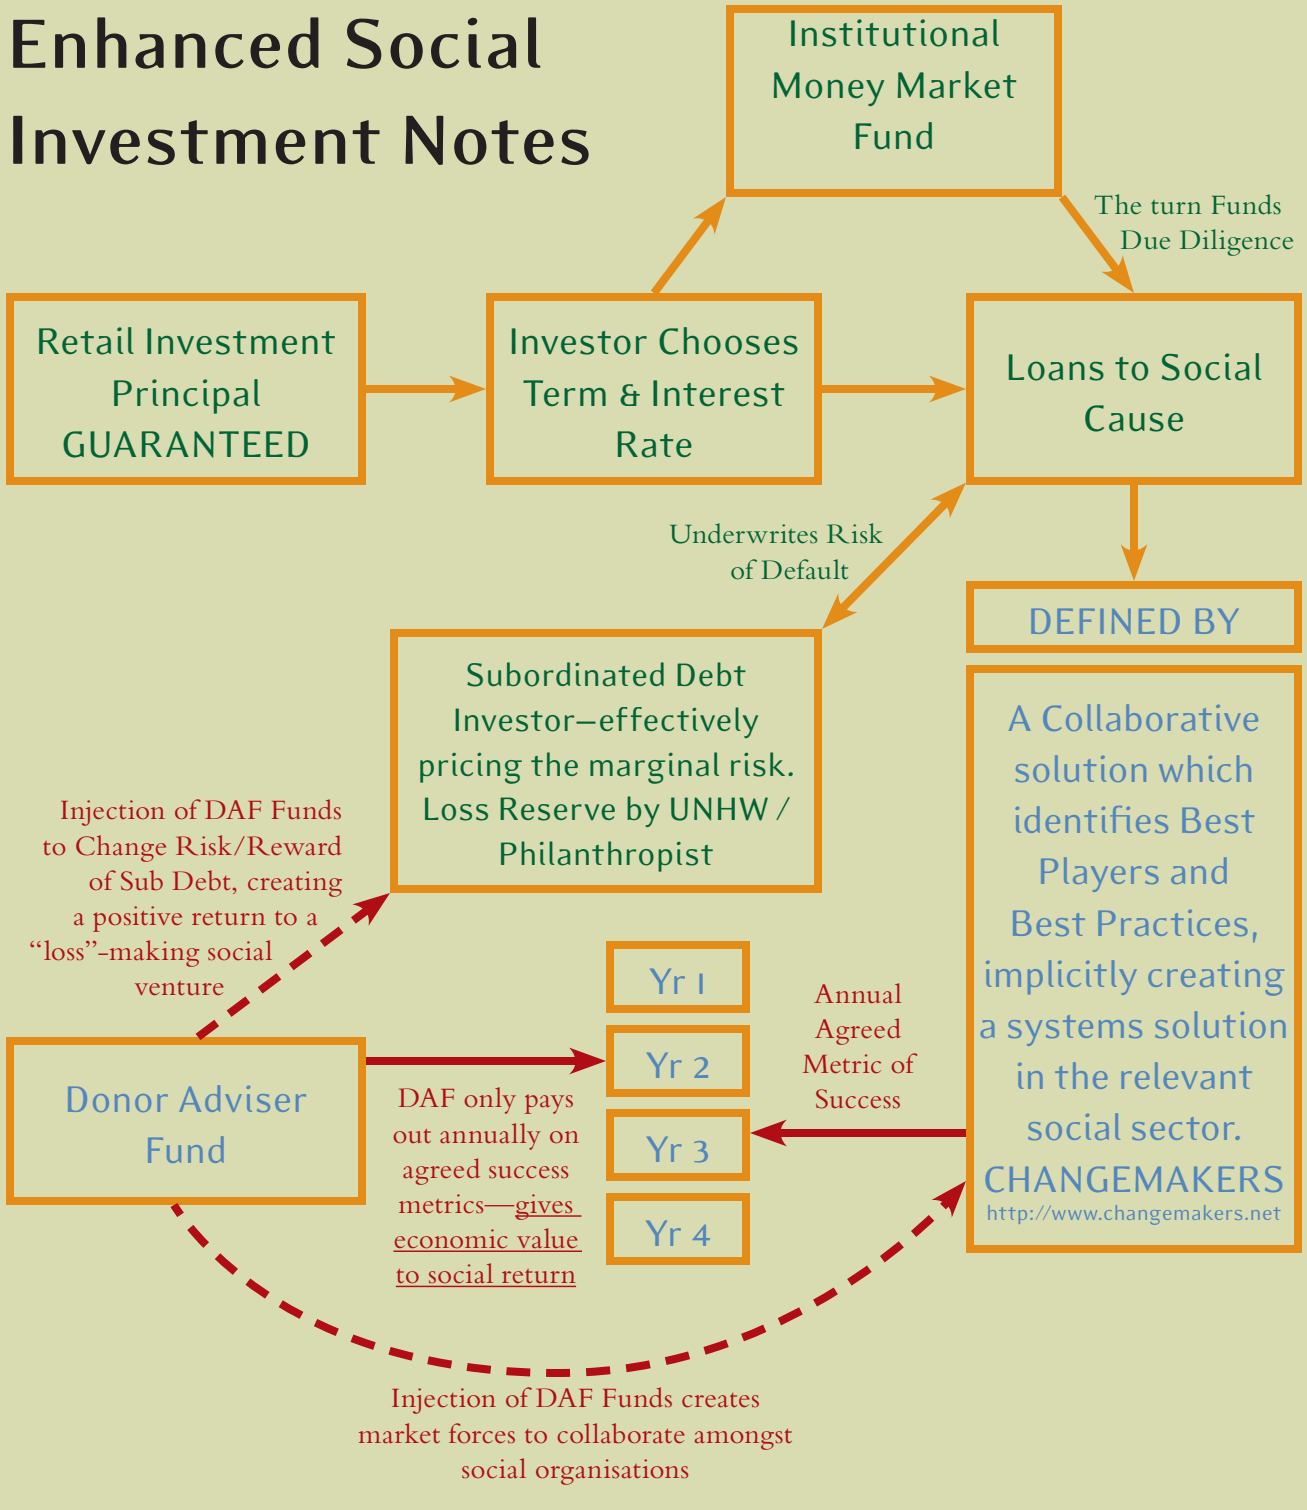 Enhanced Social
Investment Notes
Institutional
Money Market
Fund
The turn Funds
Due Diligence
Retail Investment
Principal
GUARANTEED
Investor Chooses
Term & Interest
Rate
Loans to Social
Cause
Underwrites Risk
of Default
DEFINED BY
Subordinated Debt
Investor—effectively
pricing the marginal risk.
Loss Reserve by UNHW /
Philanthropist
A Collaborative
solution which
identifies Best
Players and
Best Practices,
implicitly creating
a systems solution
in the relevant
social sector.
CHANGEMAKERS
http://www.changemakers.net
Injection of DAF Funds
to Change Risk/Reward
of Sub Debt, creating
a positive return to a
“loss”-making social
venture
Yr 1
Yr 2
Yr 3
Yr 4
Annual
Agreed
Metric of
Success
Donor Adviser
Fund
DAF only pays
out annually on
agreed success
metrics—gives
economic value
to social return
Injection of DAF Funds creates
market forces to collaborate amongst
social organisations